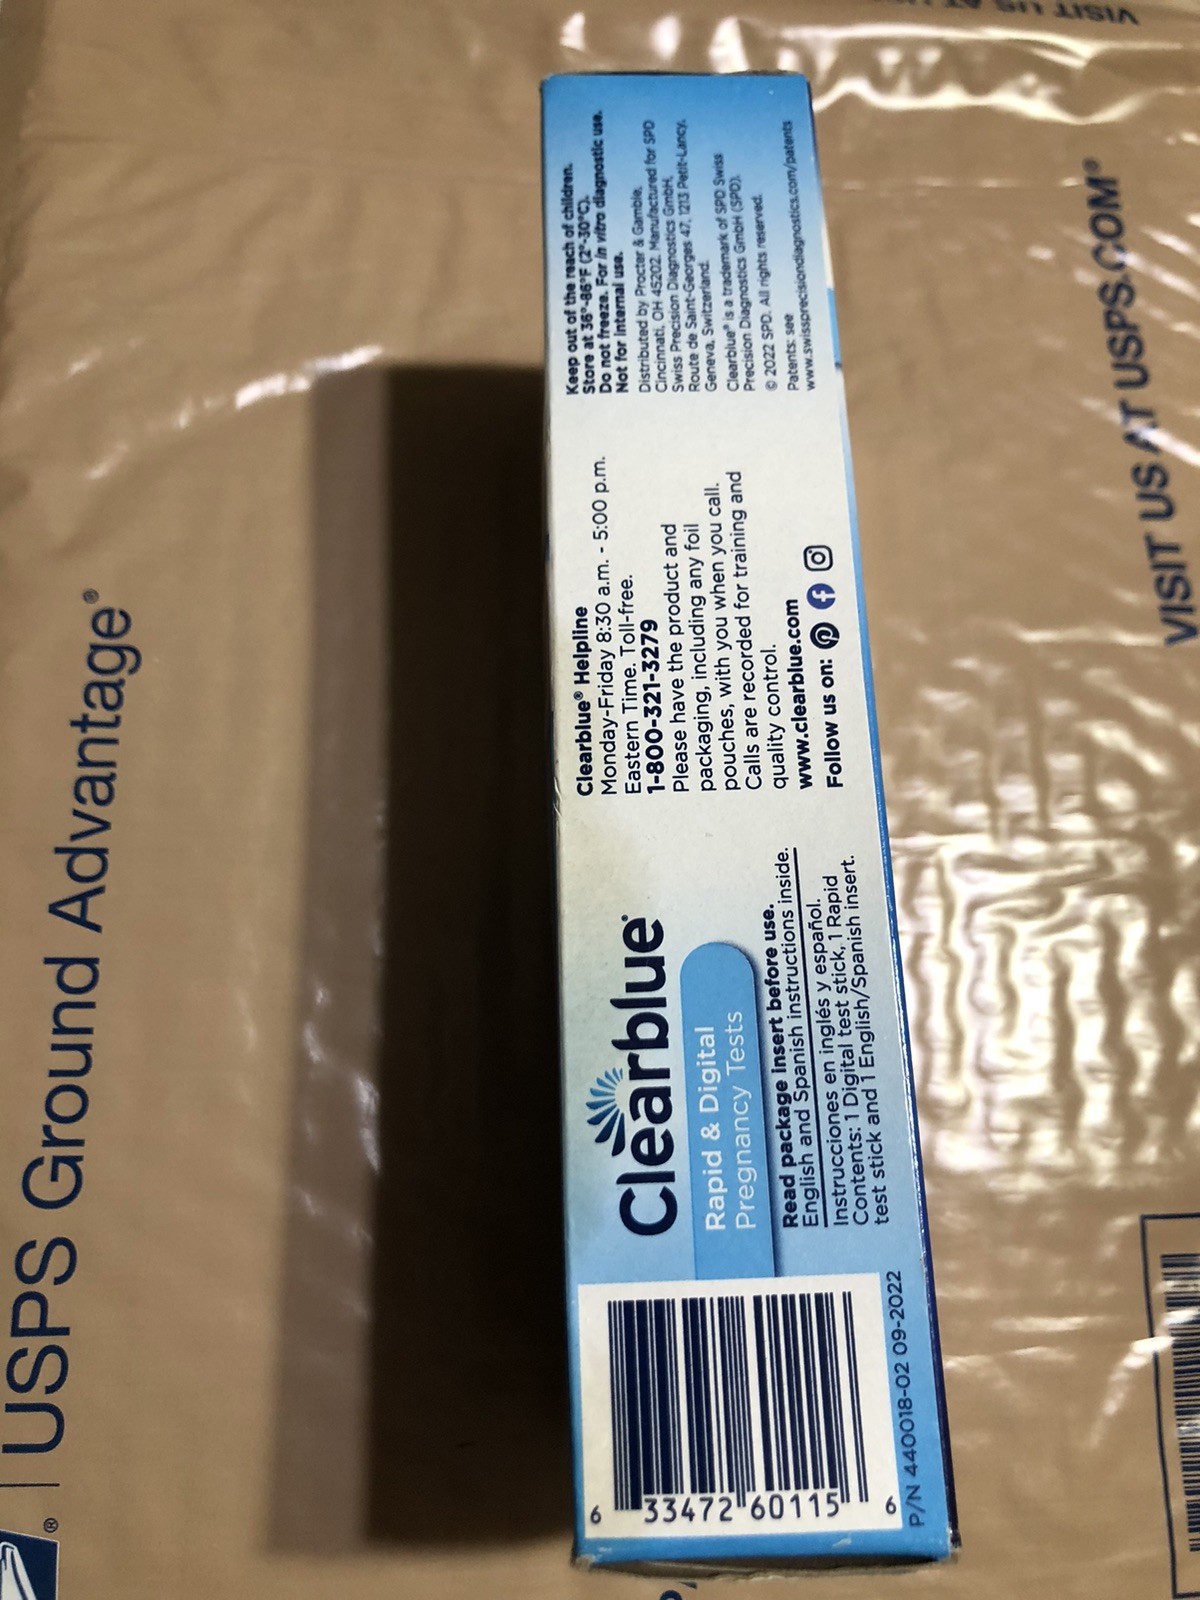 Clearblue®
Rapid & Digital
Pregnancy Tests
Read package insert before use.
English and Spanish instructions inside.
Instrucciones en inglés y español.
Contents: 1 Digital test stick, 1 Rapid
test stick and 1 English/Spanish insert.
6 33472 60115 6
P/N 440018-02 09-2022
Clearblue® Helpline
Monday-Friday 8:30 a.m. - 5:00 p.m.
Eastern Time. Toll-free.
1-800-321-3279
Please have the product and
packaging, including any foil
pouches, with you when you call.
Calls are recorded for training and
quality control.
www.clearblue.com
Follow us on:
Keep out of the reach of children.
Store at 36°-86°F (2°-30°C).
Do not freeze. For in vitro diagnostic use.
Not for internal use.
Distributed by Procter & Gamble,
Cincinnati, OH 45202. Manufactured for SPD
Swiss Precision Diagnostics GmbH,
Route de Saint-Georges 47, 1213 Petit-Lancy,
Geneva, Switzerland.
Clearblue® is a trademark of SPD Swiss
Precision Diagnostics GmbH (SPD).
© 2022 SPD. All rights reserved.
Patents: see
www.swissprecisiondiagnostics.com/patents
® USPS Ground Advantage®
VISIT US AT USPS.COM®
VISIT US AT